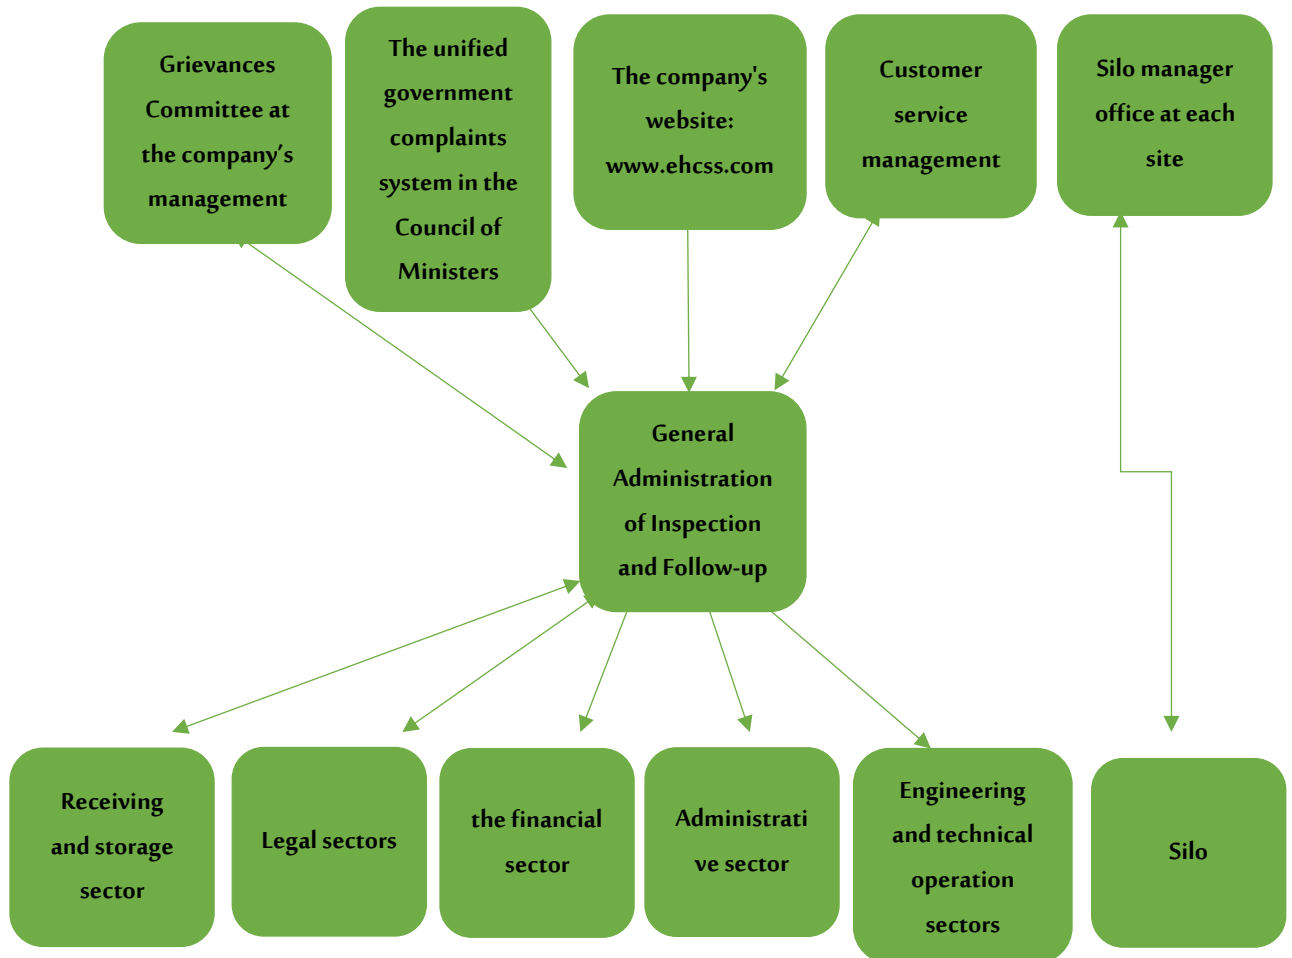 Grievances
Committee at
the company’s
management
The unified
government
complaints
system in the
Council of
Ministers
The company's
website:
www.ehcss.com
Customer
service
management
Silo manager
office at each
site
General
Administration
of Inspection
and Follow-up
Receiving
and storage
sector
Legal sectors
the financial
sector
Administrati
ve sector
Engineering
and technical
operation
sectors
Silo